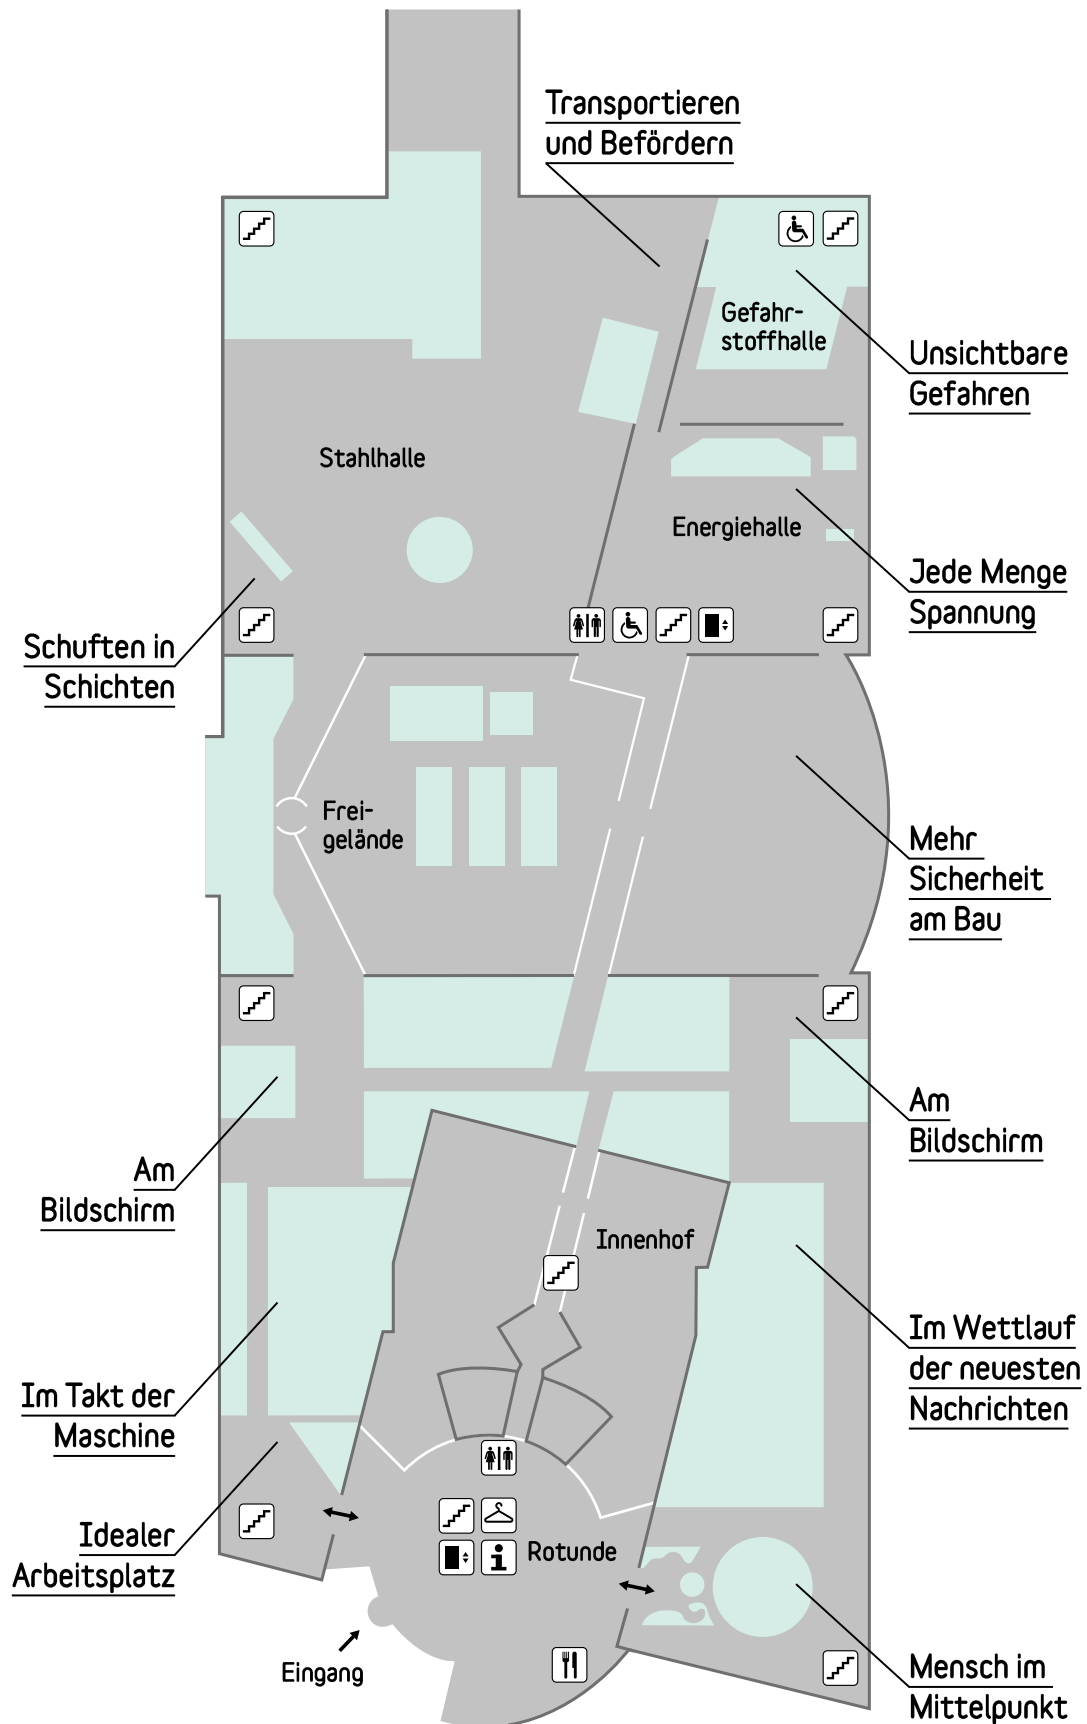 Transportieren
und Befördern
Gefahr-
stoffhalle
Unsichtbare
Gefahren
Stahlhalle
Energiehalle
Jede Menge
Spannung
Schuften in
Schichten
Frei-
gelände
Mehr
Sicherheit
am Bau
Am
Bildschirm
Am
Bildschirm
Innenhof
Im Wettlauf
der neuesten
Nachrichten
Im Takt der
Maschine
Idealer
Arbeitsplatz
Rotunde
Eingang
Mensch im
Mittelpunkt